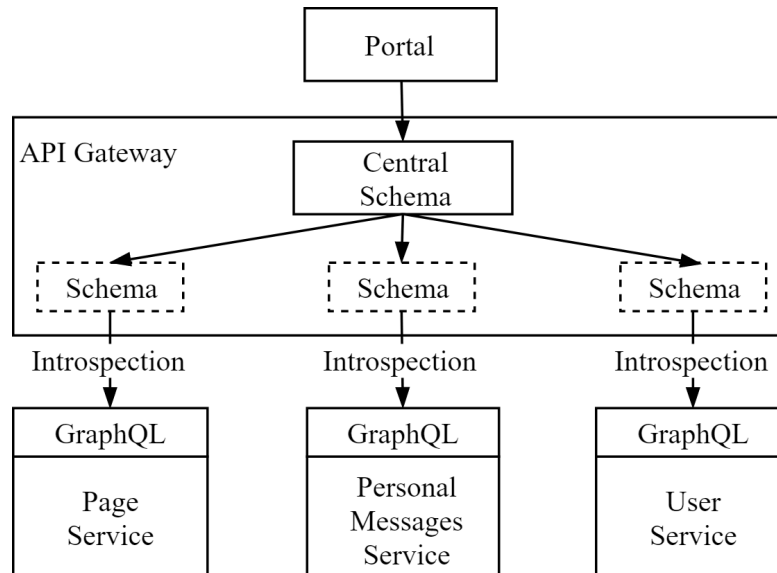 Portal
API Gateway
Central
Schema
Schema
Schema
Schema
Introspection
Introspection
Introspection
GraphQL
GraphQL
GraphQL
Page
Service
Personal
Messages
Service
User
Service